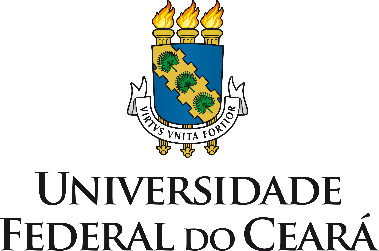 VIRTVS VNITA FORTIOR
UNIVERSIDADE
FEDERAL DO CEARÁ